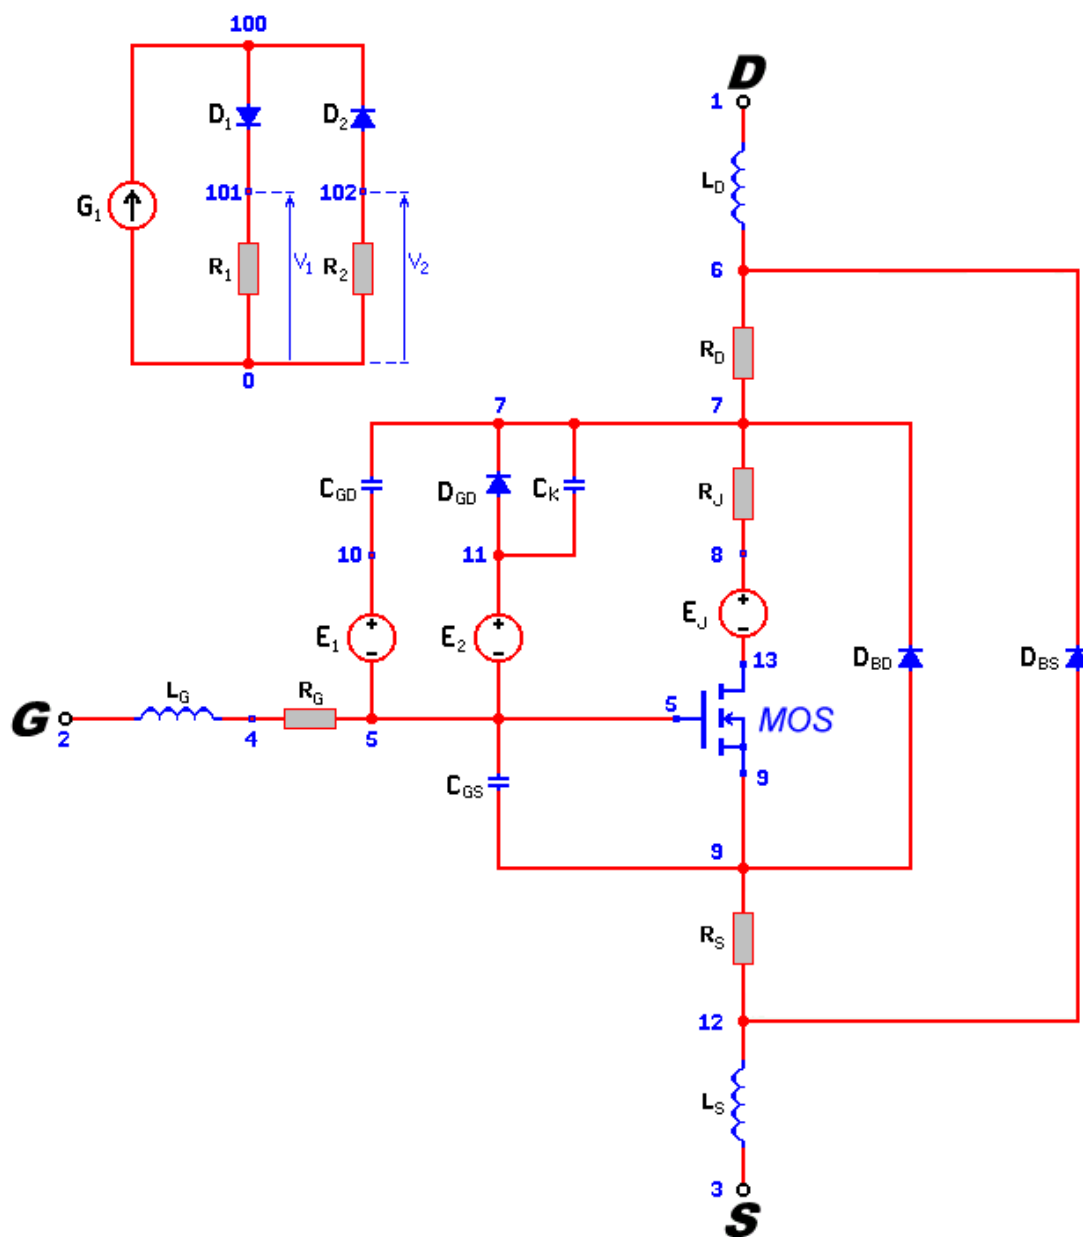 100
D
1
D1 D2
LD
101 102
G1
R1 V1 R2 V2
6
RD
0
7 7
CGD DGD CK RJ
10 11 8
E1 E2 EJ
13
DBD DBS
LG RG
G 5 MOS
2 4 5
CGS 9
9
RS
12
LS
3
S